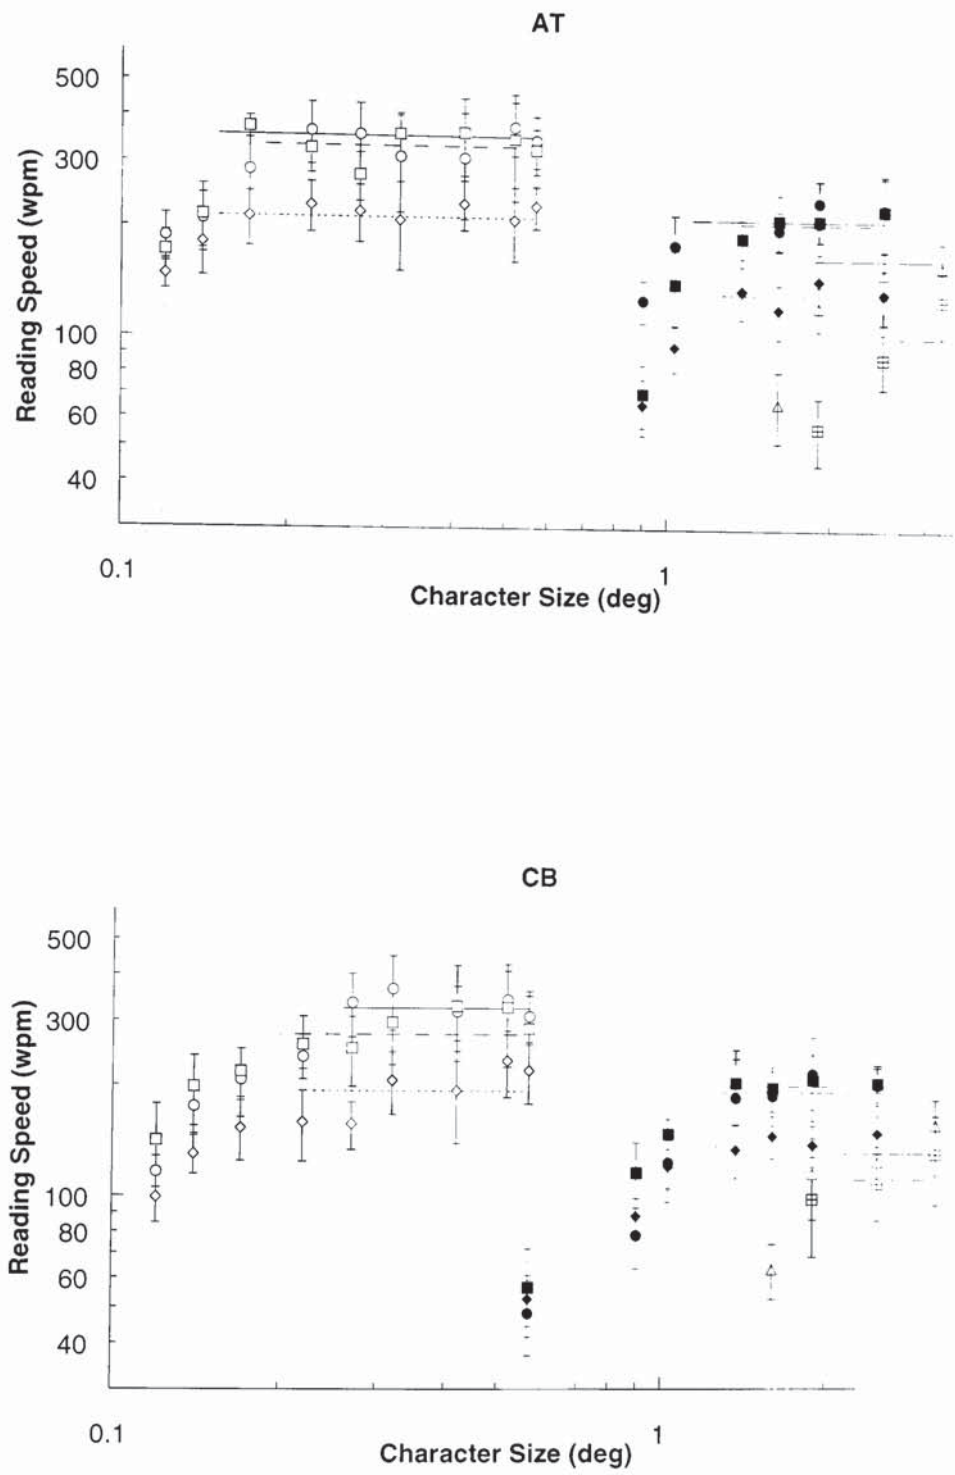 AT
500
300
100
80
60
40
Reading Speed (wpm)
0.1
1
Character Size (deg)
CB
500
300
100
80
60
40
Reading Speed (wpm)
0.1
1
Character Size (deg)